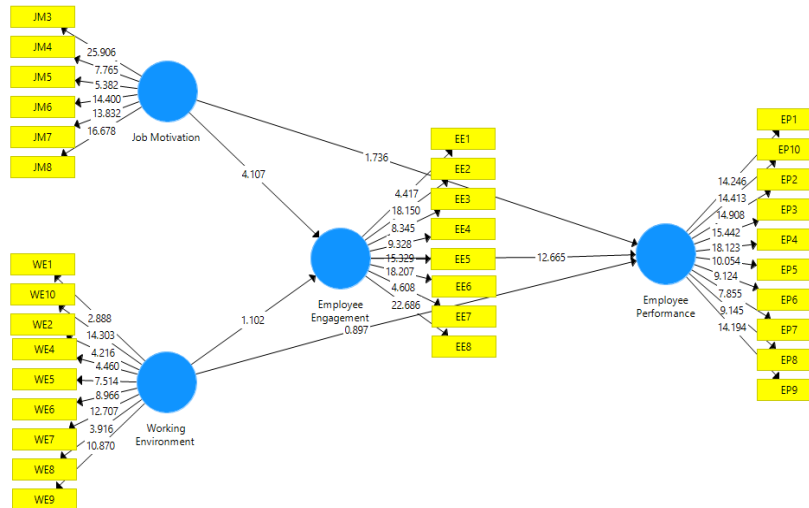 JM3
JM4
JM5
JM6
JM7
JM8
25.906
7.765
5.382
14.400
13.832
16.678
Job Motivation
4.107
1.736
WE1
WE10
WE2
WE4
WE5
WE6
WE7
WE8
WE9
2.888
14.303
4.216
4.460
7.514
8.966
12.707
3.916
10.870
Working
Environment
1.102
0.897
Employee
Engagement
4.417
18.150
8.345
9.328
15.329
18.207
4.608
22.686
EE1
EE2
EE3
EE4
EE5
EE6
EE7
EE8
12.665
Employee
Performance
14.246
14.413
14.908
15.442
18.123
10.054
9.124
7.855
9.145
14.194
EP1
EP10
EP2
EP3
EP4
EP5
EP6
EP7
EP8
EP9